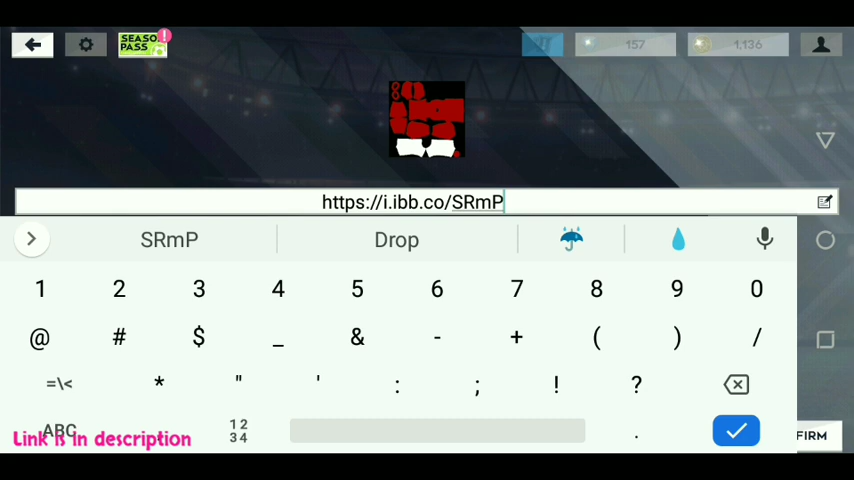 SEASON PASS !
157
1.136
https://i.ibb.co/SRmP
SRmP Drop
1 2 3 4 5 6 7 8 9 0
@ # $ _ & - + ( ) /
=\< * " ' : ; ! ?
ABC 12 34 .
Link is in description
FIRM